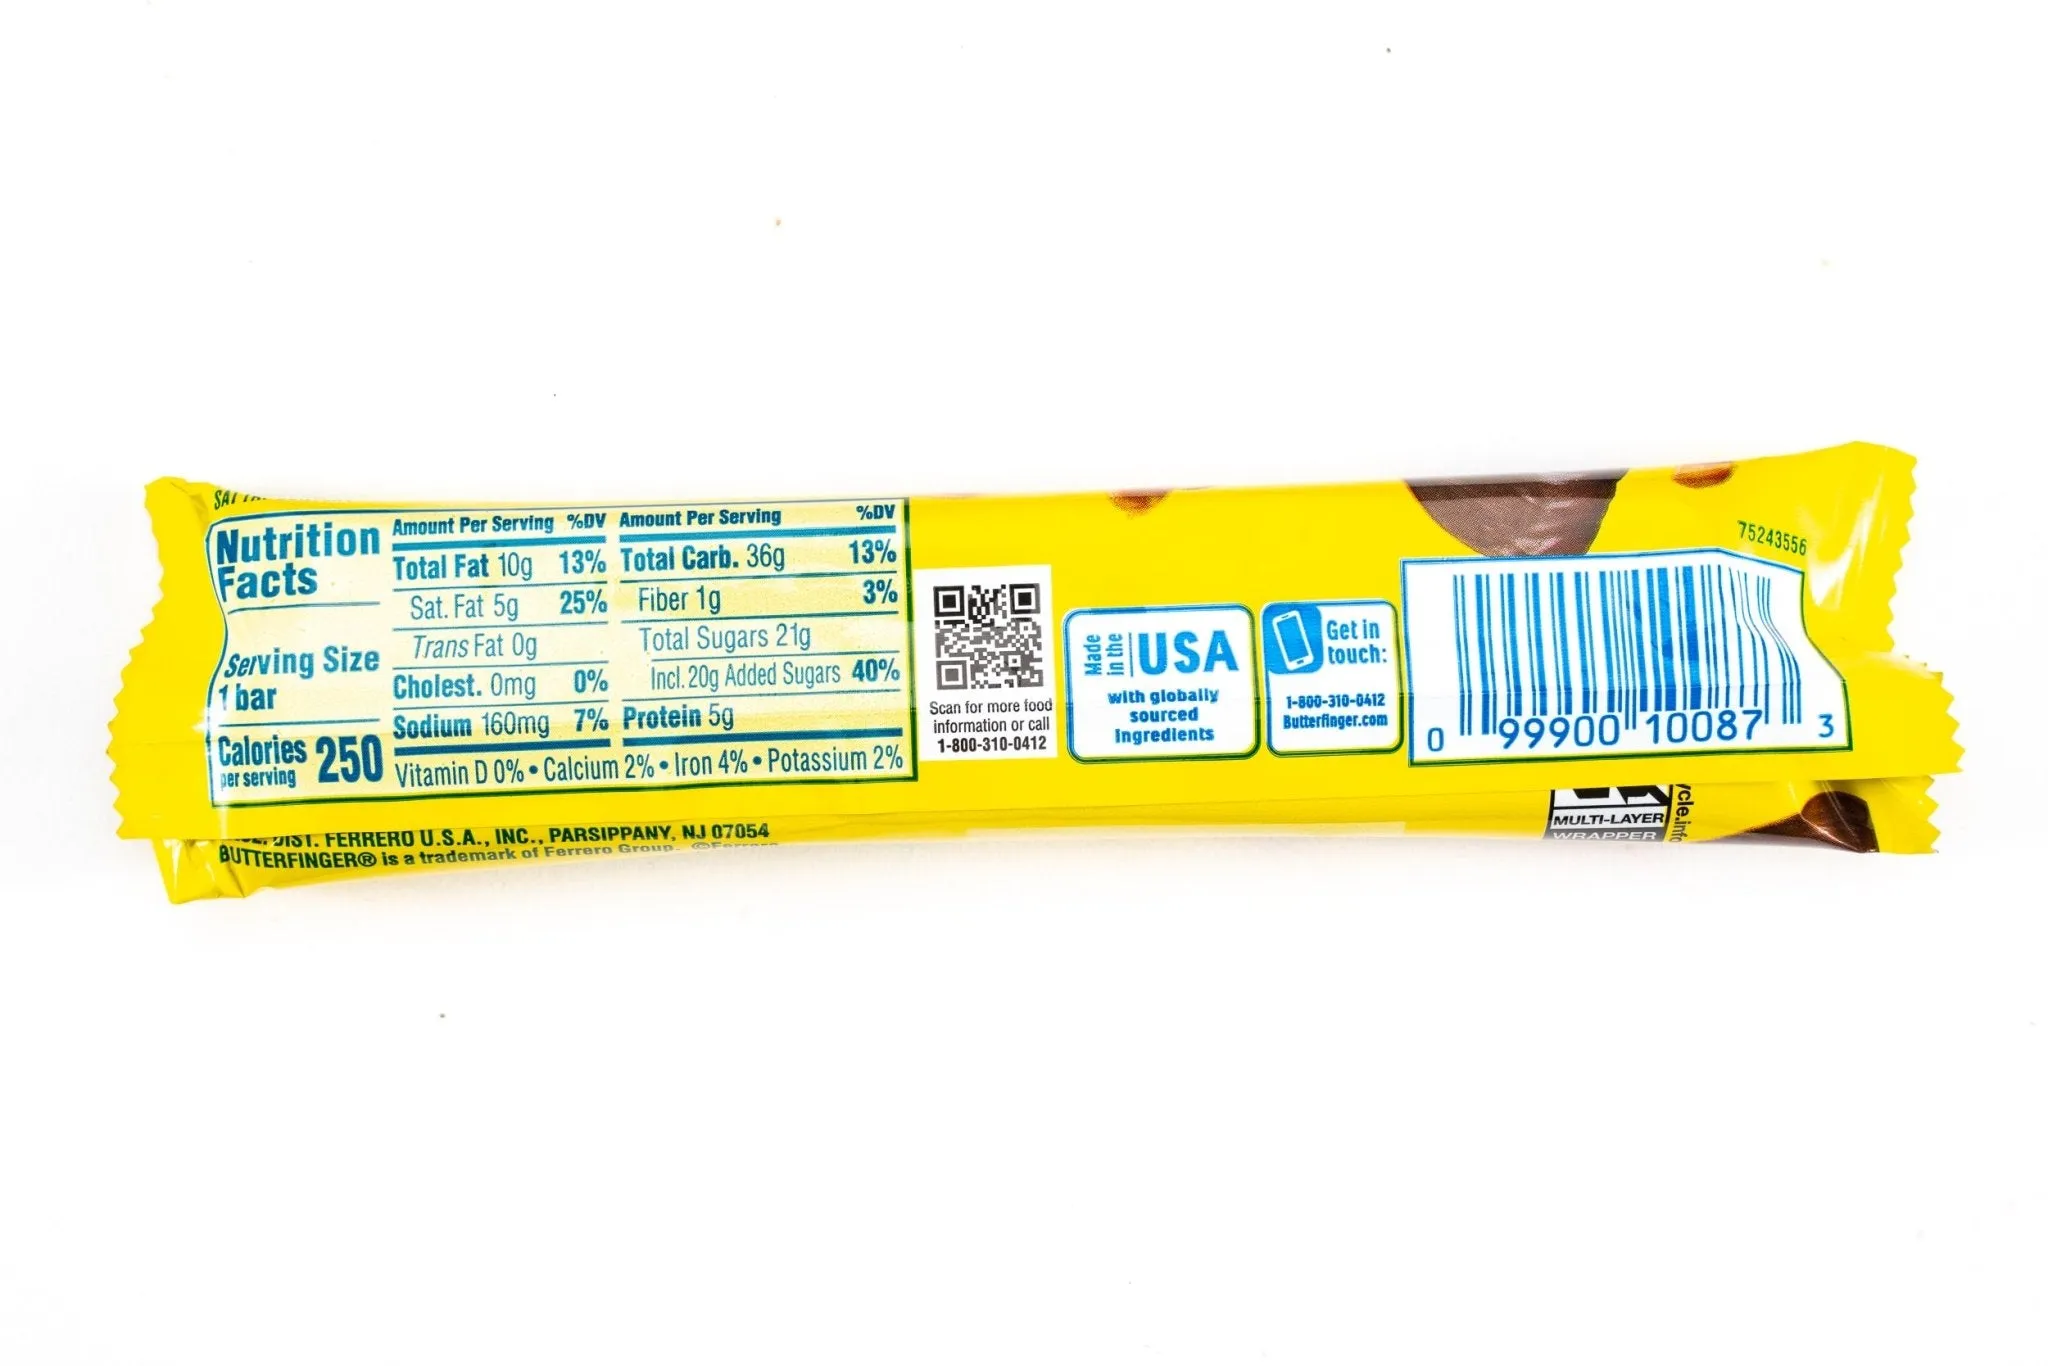 Nutrition
Facts
Serving Size
1 bar
Calories 250
per serving
Amount Per Serving %DV
Total Fat 10g 13%
Sat. Fat 5g 25%
Trans Fat 0g
Cholest. 0mg 0%
Sodium 160mg 7%
Amount Per Serving %DV
Total Carb. 36g 13%
Fiber 1g 3%
Total Sugars 21g
Incl. 20g Added Sugars 40%
Protein 5g
Vitamin D 0% • Calcium 2% • Iron 4% • Potassium 2%
Scan for more food
information or call
1-800-310-0412
Made
in the
USA
with globally
sourced
ingredients
Get in
touch:
1-800-310-0412
Butterfinger.com
75243556
0 99900 10087 3
DIST. FERRERO U.S.A., INC., PARSIPPANY, NJ 07054
BUTTERFINGER® is a trademark of Ferrero Group.
MULTI-LAYER
WRAPPER